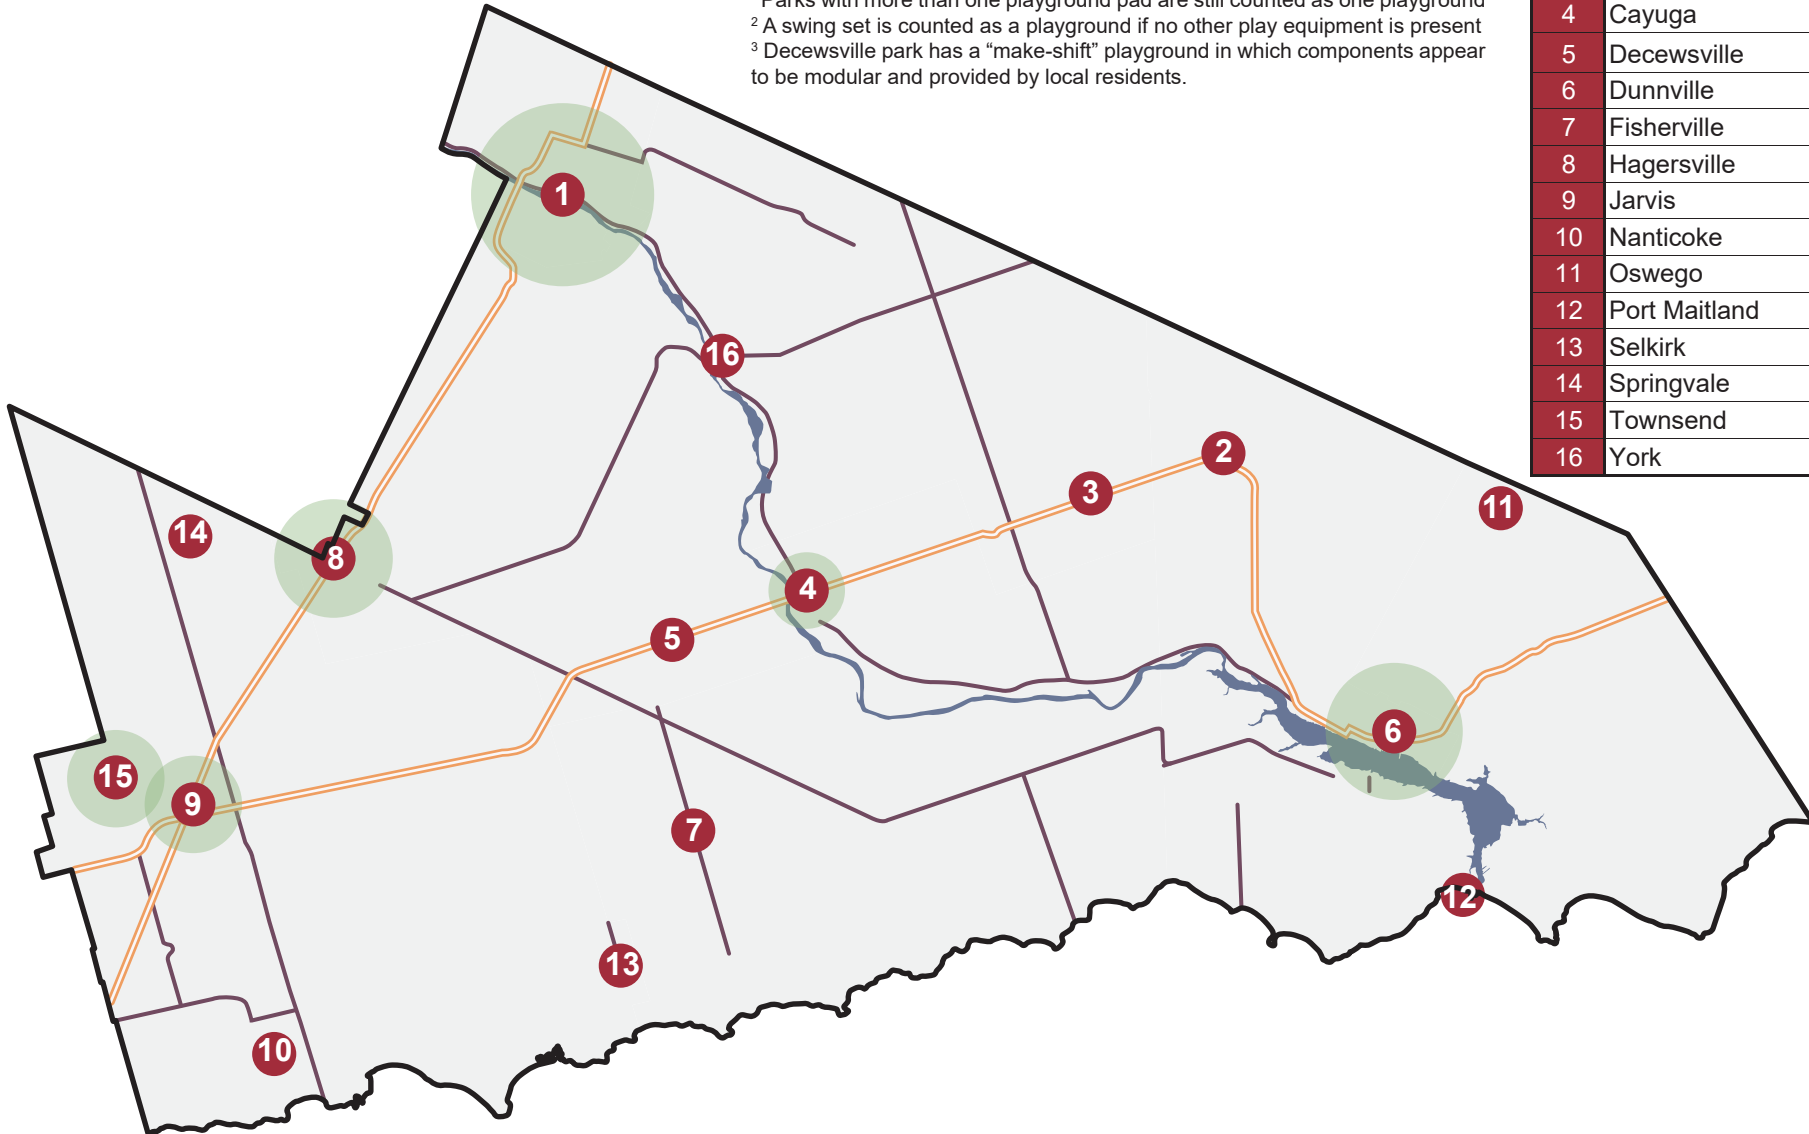 Parks with more than one playground pad are still counted as one playground
2 A swing set is counted as a playground if no other play equipment is present
3 Decewsville park has a “make-shift” playground in which components appear
to be modular and provided by local residents.
4 Cayuga
5 Decewsville
6 Dunnville
7 Fisherville
8 Hagersville
9 Jarvis
10 Nanticoke
11 Oswego
12 Port Maitland
13 Selkirk
14 Springvale
15 Townsend
16 York
1
16
2
3
11
14
8
4
5
6
15
9
7
12
13
10